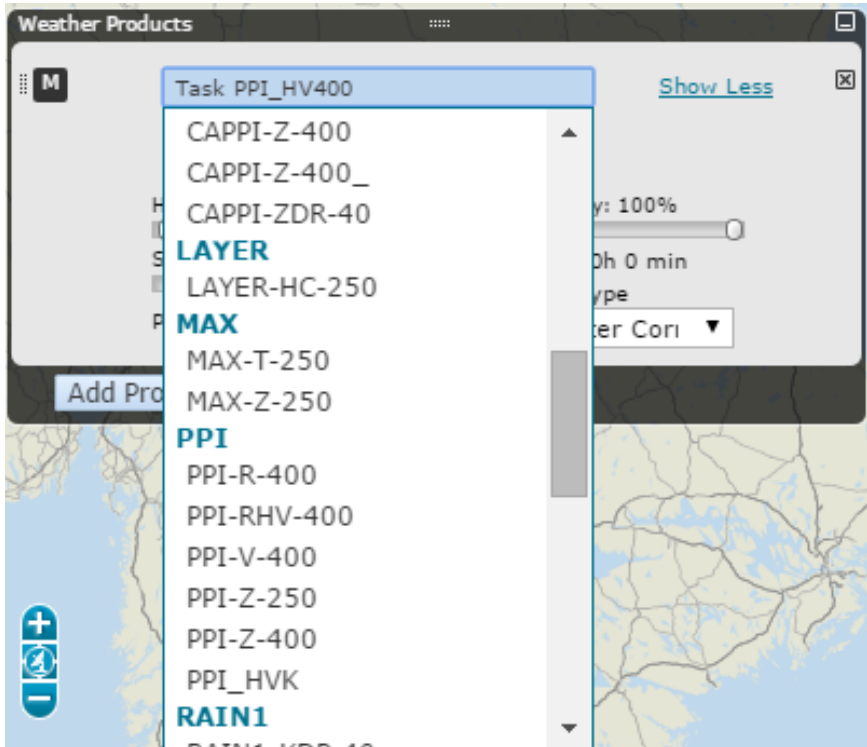 Weather Products
M
Task PPI_HV400
Show Less
CAPPI-Z-400
CAPPI-Z-400_
CAPPI-ZDR-40
y: 100%
LAYER
0h 0 min
LAYER-HC-250
ype
MAX
ter Corr
MAX-T-250
Add Pro
MAX-Z-250
PPI
PPI-R-400
PPI-RHV-400
PPI-V-400
PPI-Z-250
PPI-Z-400
PPI_HVK
RAIN1